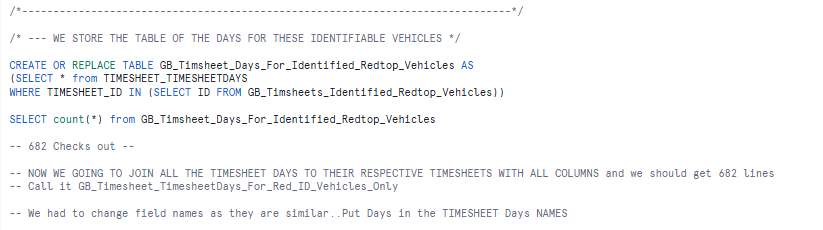 /*--------------------------------------------------------------------------*/
/* --- WE STORE THE TABLE OF THE DAYS FOR THESE IDENTIFIABLE VEHICLES */
CREATE OR REPLACE TABLE GB_Timsheet_Days_For_Identified_Redtop_Vehicles AS
(SELECT * from TIMESHEET_TIMESHEETDAYS
WHERE TIMESHEET_ID IN (SELECT ID FROM GB_Timsheets_Identified_Redtop_Vehicles))
SELECT count(*) from GB_Timsheet_Days_For_Identified_Redtop_Vehicles
-- 682 Checks out --
-- NOW WE GOING TO JOIN ALL THE TIMESHEET DAYS TO THEIR RESPECTIVE TIMESHEETS WITH ALL COLUMNS and we should get 682 lines
-- Call it GB_Timesheet_TimesheetDays_For_Red_ID_Vehicles_Only
-- We had to change field names as they are similar..Put Days in the TIMESHEET Days NAMES